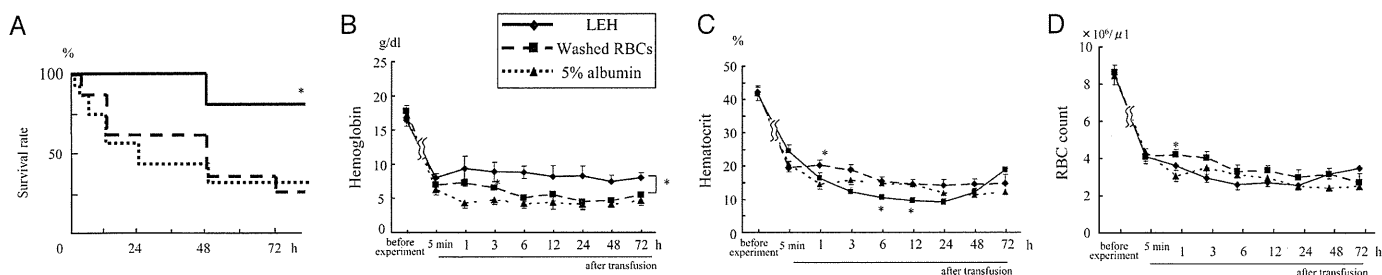 A
%
100
50
Survival rate
0
24
48
72
h
*
B
g/dl
25
20
15
10
5
0
Hemoglobin
LEH
Washed RBCs
5% albumin
*
*
before experiment
5 min
1
3
6
12
24
48
72
h
after transfusion
C
%
50
40
30
20
10
0
Hematocrit
*
*
*
before experiment
5 min
1
3
6
12
24
48
72
h
after transfusion
D
×10⁶/μl
10
8
6
4
2
0
RBC count
*
before experiment
5 min
1
3
6
12
24
48
72
h
after transfusion